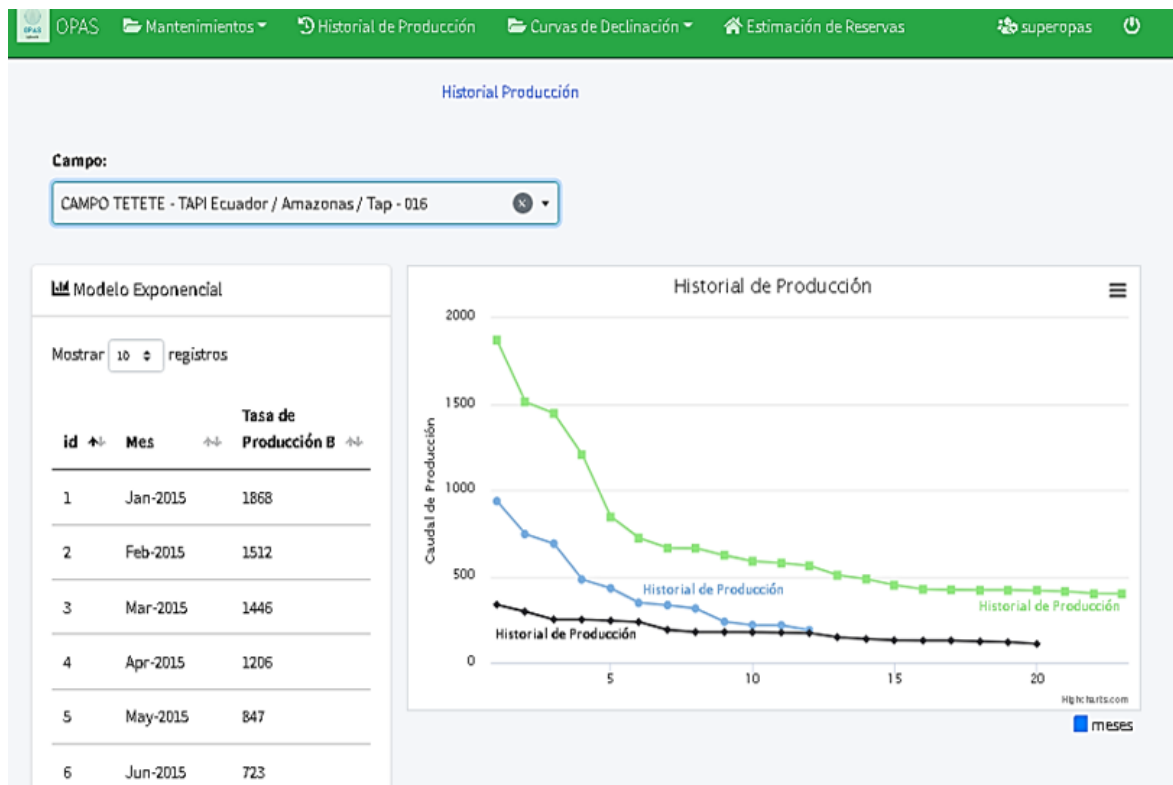 OPAS Mantenimientos Historial de Producción Curvas de Declinación Estimación de Reservas superopas
Historial Producción
Campo:
CAMPO TETETE - TAPI Ecuador / Amazonas / Tap - 016
Modelo Exponencial
Mostrar 10 registros
id Mes Tasa de Producción B
1 Jan-2015 1868
2 Feb-2015 1512
3 Mar-2015 1446
4 Apr-2015 1206
5 May-2015 847
6 Jun-2015 723
Historial de Producción
Caudal de Producción
2000
1500
1000
500
0
Historial de Producción
Historial de Producción
Historial de Producción
5 10 15 20
Highcharts.com
meses